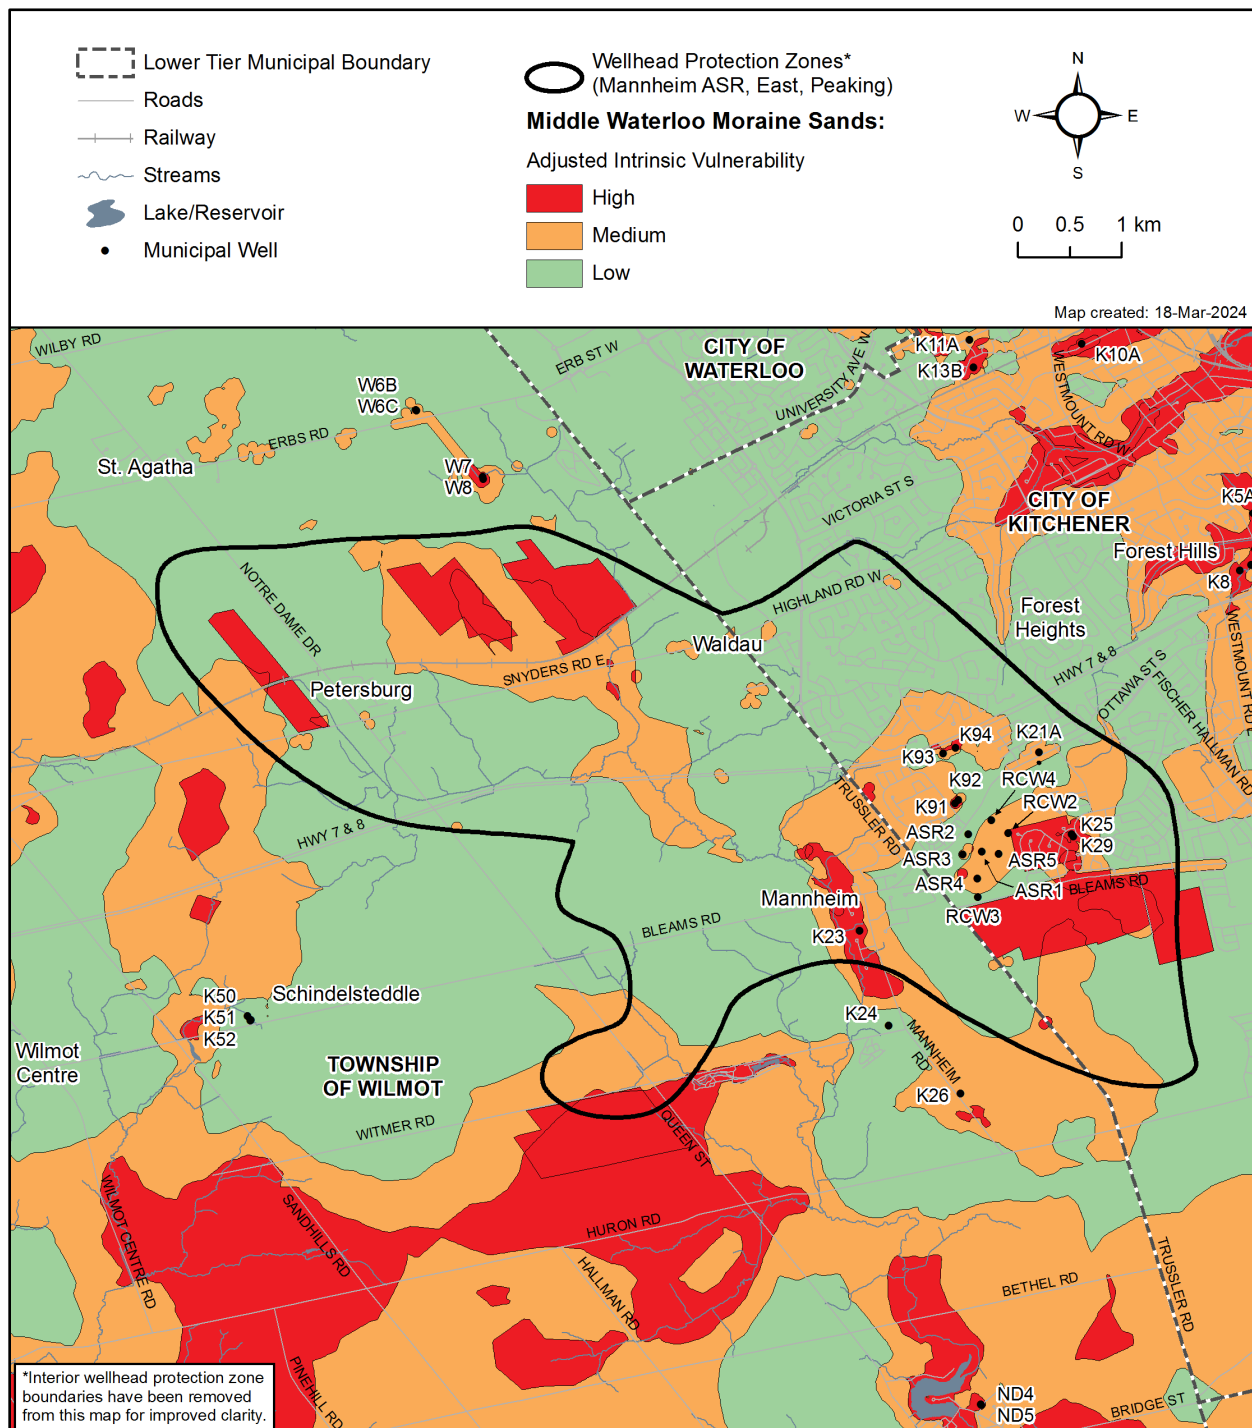 Lower Tier Municipal Boundary
Roads
Railway
Streams
Lake/Reservoir
Municipal Well
Wellhead Protection Zones*
(Mannheim ASR, East, Peaking)
Middle Waterloo Moraine Sands:
Adjusted Intrinsic Vulnerability
High
Medium
Low
N
W
E
S
0 0.5 1 km
Map created: 18-Mar-2024
WILBY RD
ERB ST W
CITY OF
WATERLOO
UNIVERSITY AVE W
K11A
K13B
K10A
WESTMOUNT RD W
W6B
W6C
ERBS RD
St. Agatha
W7
W8
VICTORIA ST S
CITY OF
KITCHENER
K5A
Forest Hills
K8
NOTRE DAME DR
HIGHLAND RD W
Forest
Heights
WESTMOUNT RD E
Waldau
SNYDERS RD E
HWY 7 & 8
OTTAWA ST S
FISCHER HALLMAN RD
Petersburg
K94
K93
K21A
K92
RCW4
K91
RCW2
TRUSSLER RD
ASR2
K25
K29
ASR3
ASR5
ASR4
ASR1
BLEAMS RD
RCW3
HWY 7 & 8
Mannheim
BLEAMS RD
K23
K50
K51
K52
Schindelsteddle
K24
MANNHEIM
RD
Wilmot
Centre
TOWNSHIP
OF WILMOT
K26
WITMER RD
QUEEN ST
WILMOT CENTRE RD
SANDHILLS RD
HURON RD
HALLMAN RD
BETHEL RD
TRUSSLER RD
PINEHILL RD
ND4
ND5
BRIDGE ST
*Interior wellhead protection zone
boundaries have been removed
from this map for improved clarity.